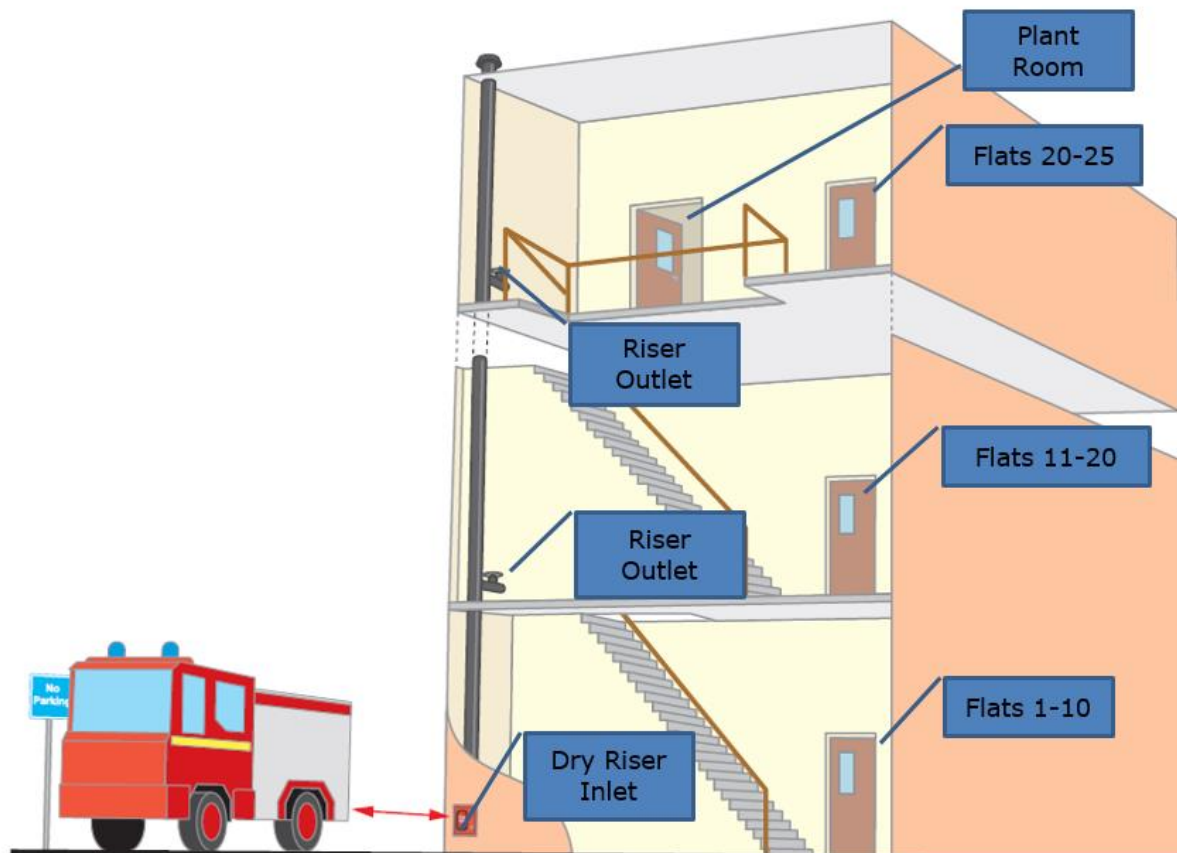 Plant
Room
Flats 20-25
Riser
Outlet
Flats 11-20
Riser
Outlet
No
Parking
Flats 1-10
Dry Riser
Inlet